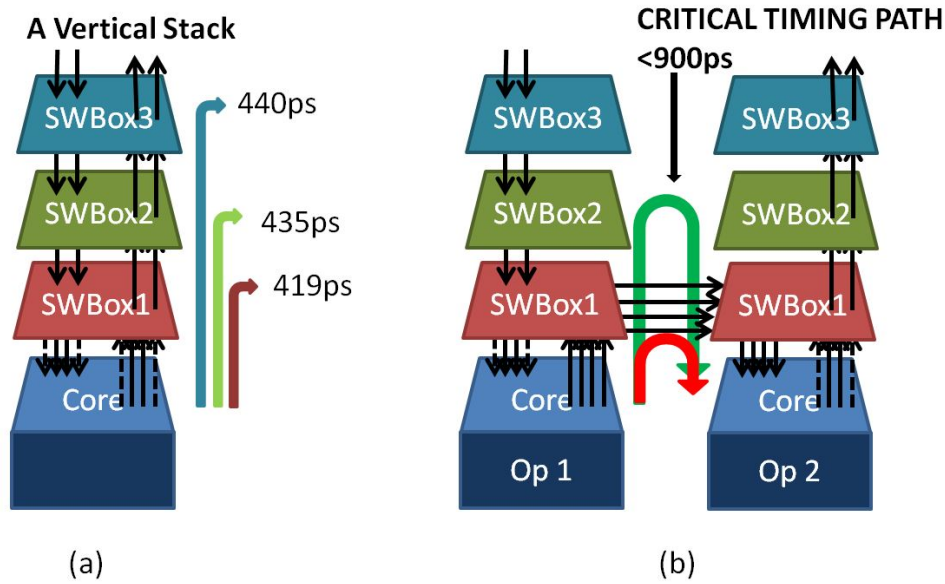 A Vertical Stack
SWBox3
SWBox2
SWBox1
Core
440ps
435ps
419ps
(a)
CRITICAL TIMING PATH
<900ps
SWBox3
SWBox2
SWBox1
Core
Op 1
SWBox3
SWBox2
SWBox1
Core
Op 2
(b)